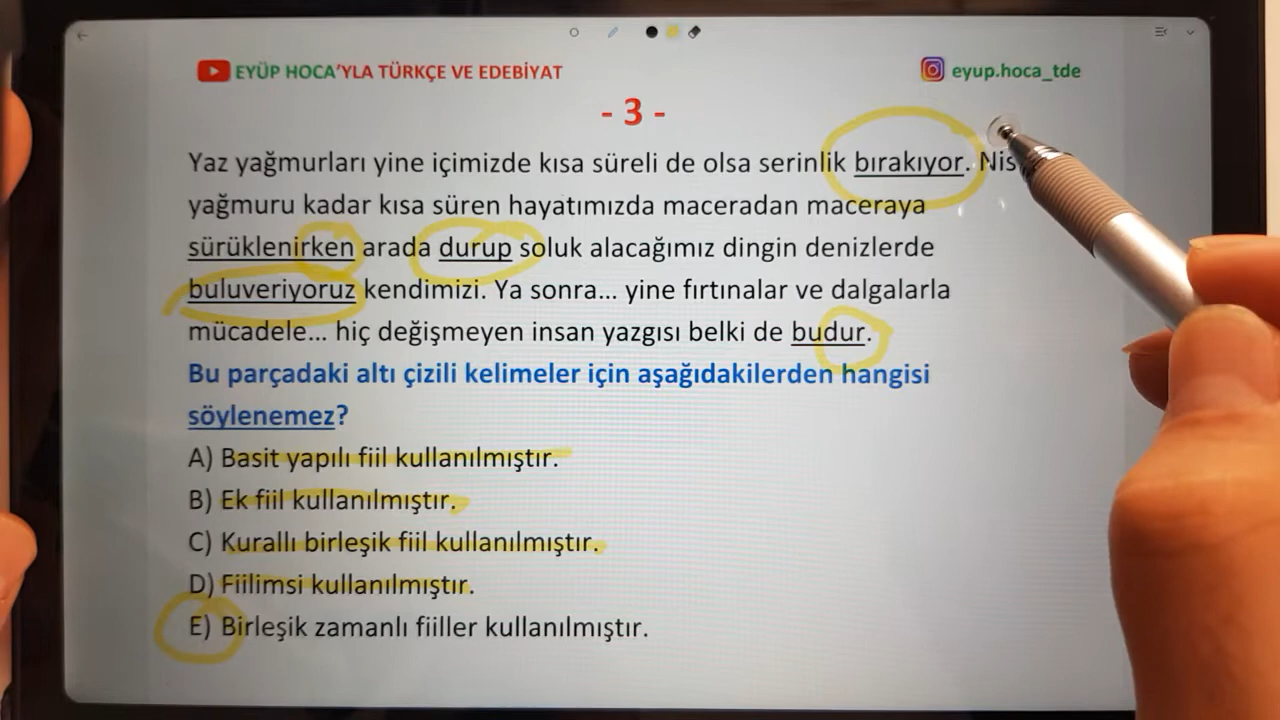 EYÜP HOCA'YLA TÜRKÇE VE EDEBİYAT
eyup.hoca_tde
- 3 -
Yaz yağmurları yine içimizde kısa süreli de olsa serinlik bırakıyor.
yağmuru kadar kısa süren hayatımızda maceradan maceraya
sürüklenirken arada durup soluk alacağımız dingin denizlerde
buluveriyoruz kendimizi. Ya sonra... yine fırtınalar ve dalgalarla
mücadele... hiç değişmeyen insan yazgısı belki de budur.
Bu parçadaki altı çizili kelimeler için aşağıdakilerden hangisi
söylenemez?
A) Basit yapılı fiil kullanılmıştır.
B) Ek fiil kullanılmıştır.
C) Kurallı birleşik fiil kullanılmıştır.
D) Fiilimsi kullanılmıştır.
E) Birleşik zamanlı fiiller kullanılmıştır.